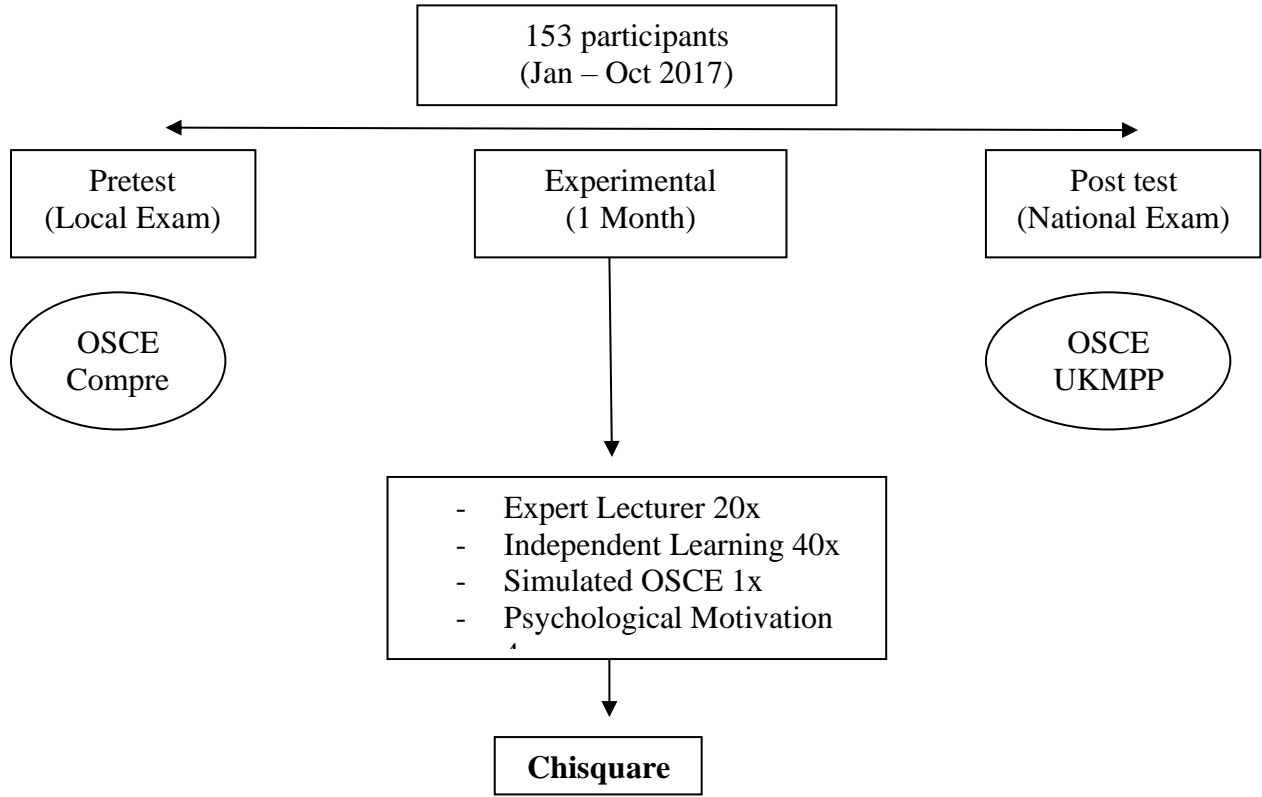 153 participants
(Jan – Oct 2017)
Pretest
(Local Exam)
Experimental
(1 Month)
Post test
(National Exam)
OSCE
Compre
OSCE
UKMPP
- Expert Lecturer 20x
- Independent Learning 40x
- Simulated OSCE 1x
- Psychological Motivation
Chisquare